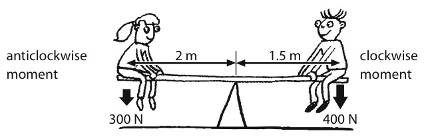 anticlockwise
moment
2 m
1.5 m
clockwise
moment
300 N
400 N